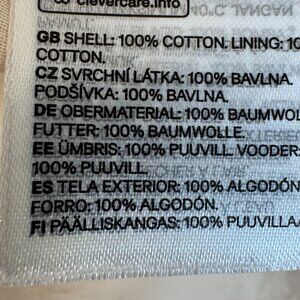 clevercare.info
GB SHELL: 100% COTTON. LINING: 10
COTTON.
CZ SVRCHNÍ LÁTKA: 100% BAVLNA.
PODŠÍVKA: 100% BAVLNA.
DE OBERMATERIAL: 100% BAUMWOL
FUTTER: 100% BAUMWOLLE.
EE ÜMBRIS: 100% PUUVILL. VOODER:
100% PUUVILL.
ES TELA EXTERIOR: 100% ALGODÓN.
FORRO: 100% ALGODÓN.
FI PÄÄLLISKANGAS: 100% PUUVILLA